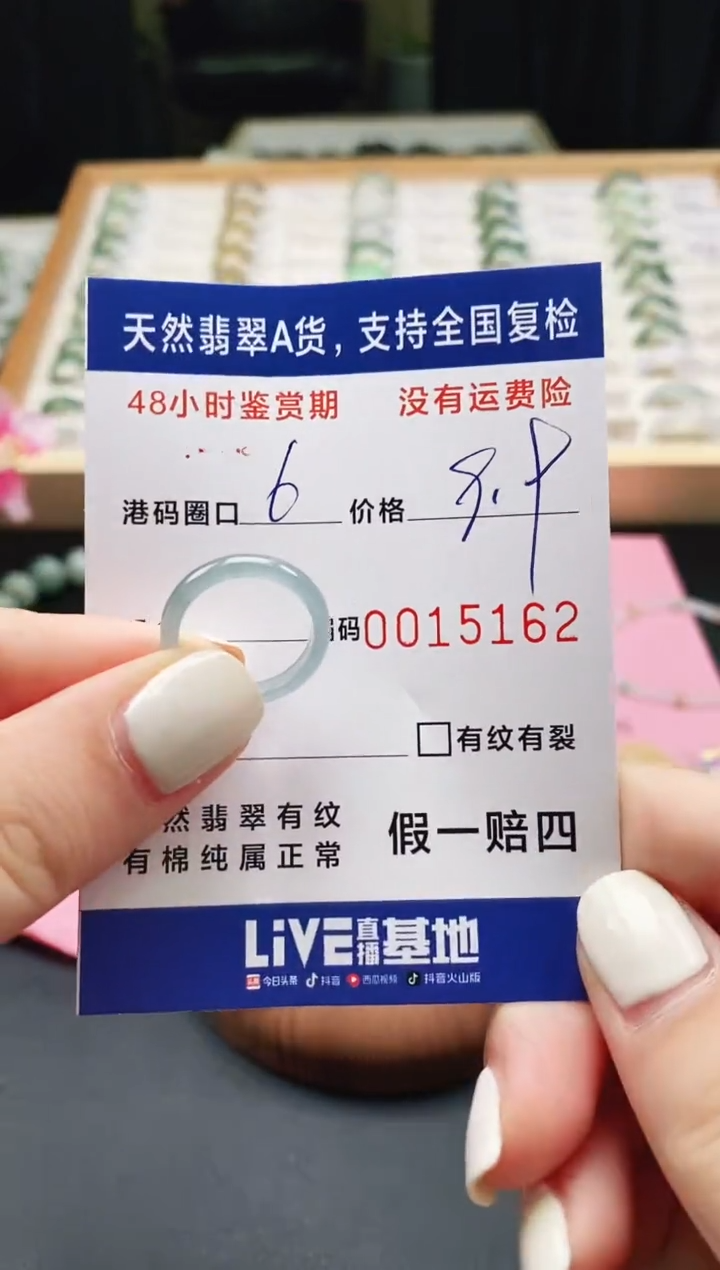 天然翡翠A货，支持全国复检
48小时鉴赏期 没有运费险
港码圈口 6 价格
码 0015162
□有纹有裂
然翡翠有纹
有棉纯属正常
假一赔四
LiVE直播基地
头条 今日头条 抖音 西瓜视频 抖音火山版